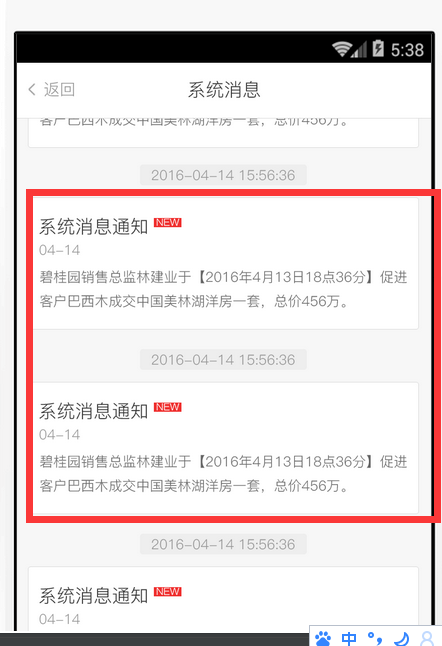 5:38
返回
系统消息
客户巴西木成交中国美林湖洋房一套，总价456万。
2016-04-14 15:56:36
系统消息通知 NEW
04-14
碧桂园销售总监林建业于【2016年4月13日18点36分】促进
客户巴西木成交中国美林湖洋房一套，总价456万。
2016-04-14 15:56:36
系统消息通知 NEW
04-14
碧桂园销售总监林建业于【2016年4月13日18点36分】促进
客户巴西木成交中国美林湖洋房一套，总价456万。
2016-04-14 15:56:36
系统消息通知 NEW
04-14
中